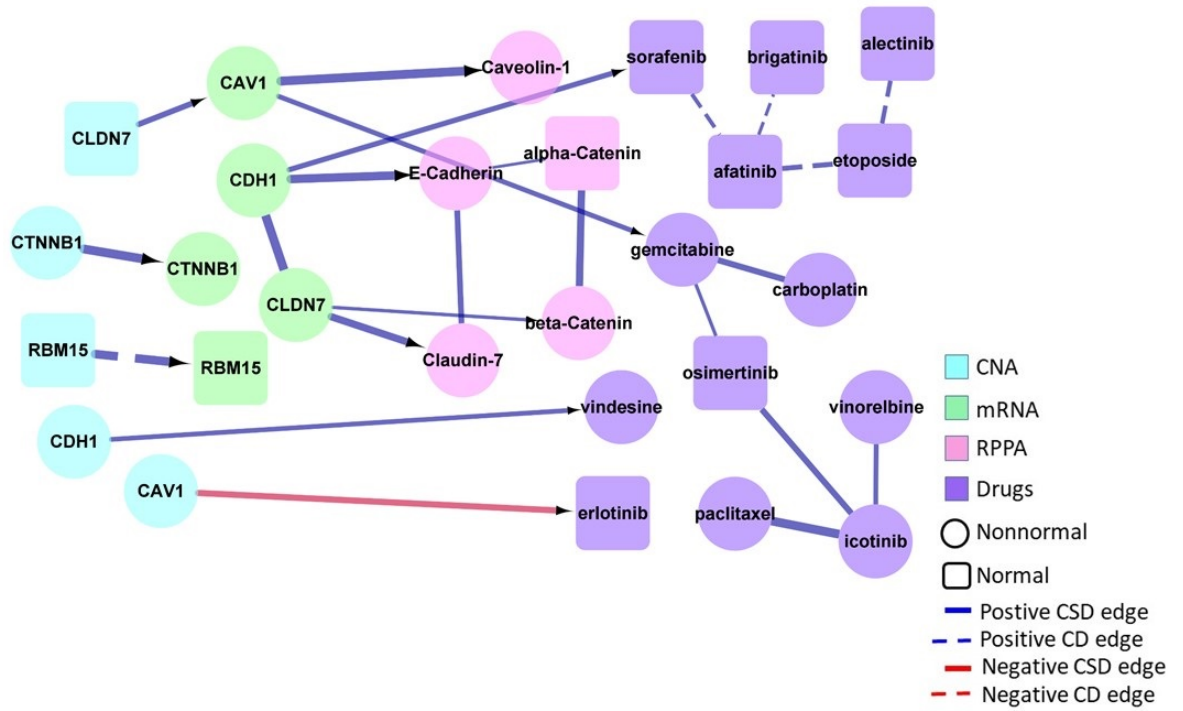 alectinib
sorafenib
brigatinib
Caveolin-1
CAV1
CLDN7
alpha-Catenin
etoposide
E-Cadherin
afatinib
CDH1
CTNNB1
gemcitabine
CTNNB1
carboplatin
CLDN7
beta-Catenin
RBM15
Claudin-7
RBM15
osimertinib
CNA
vindesine
vinorelbine
mRNA
CDH1
RPPA
CAV1
Drugs
erlotinib
paclitaxel
icotinib
Nonnormal
Normal
Postive CSD edge
Positive CD edge
Negative CSD edge
Negative CD edge